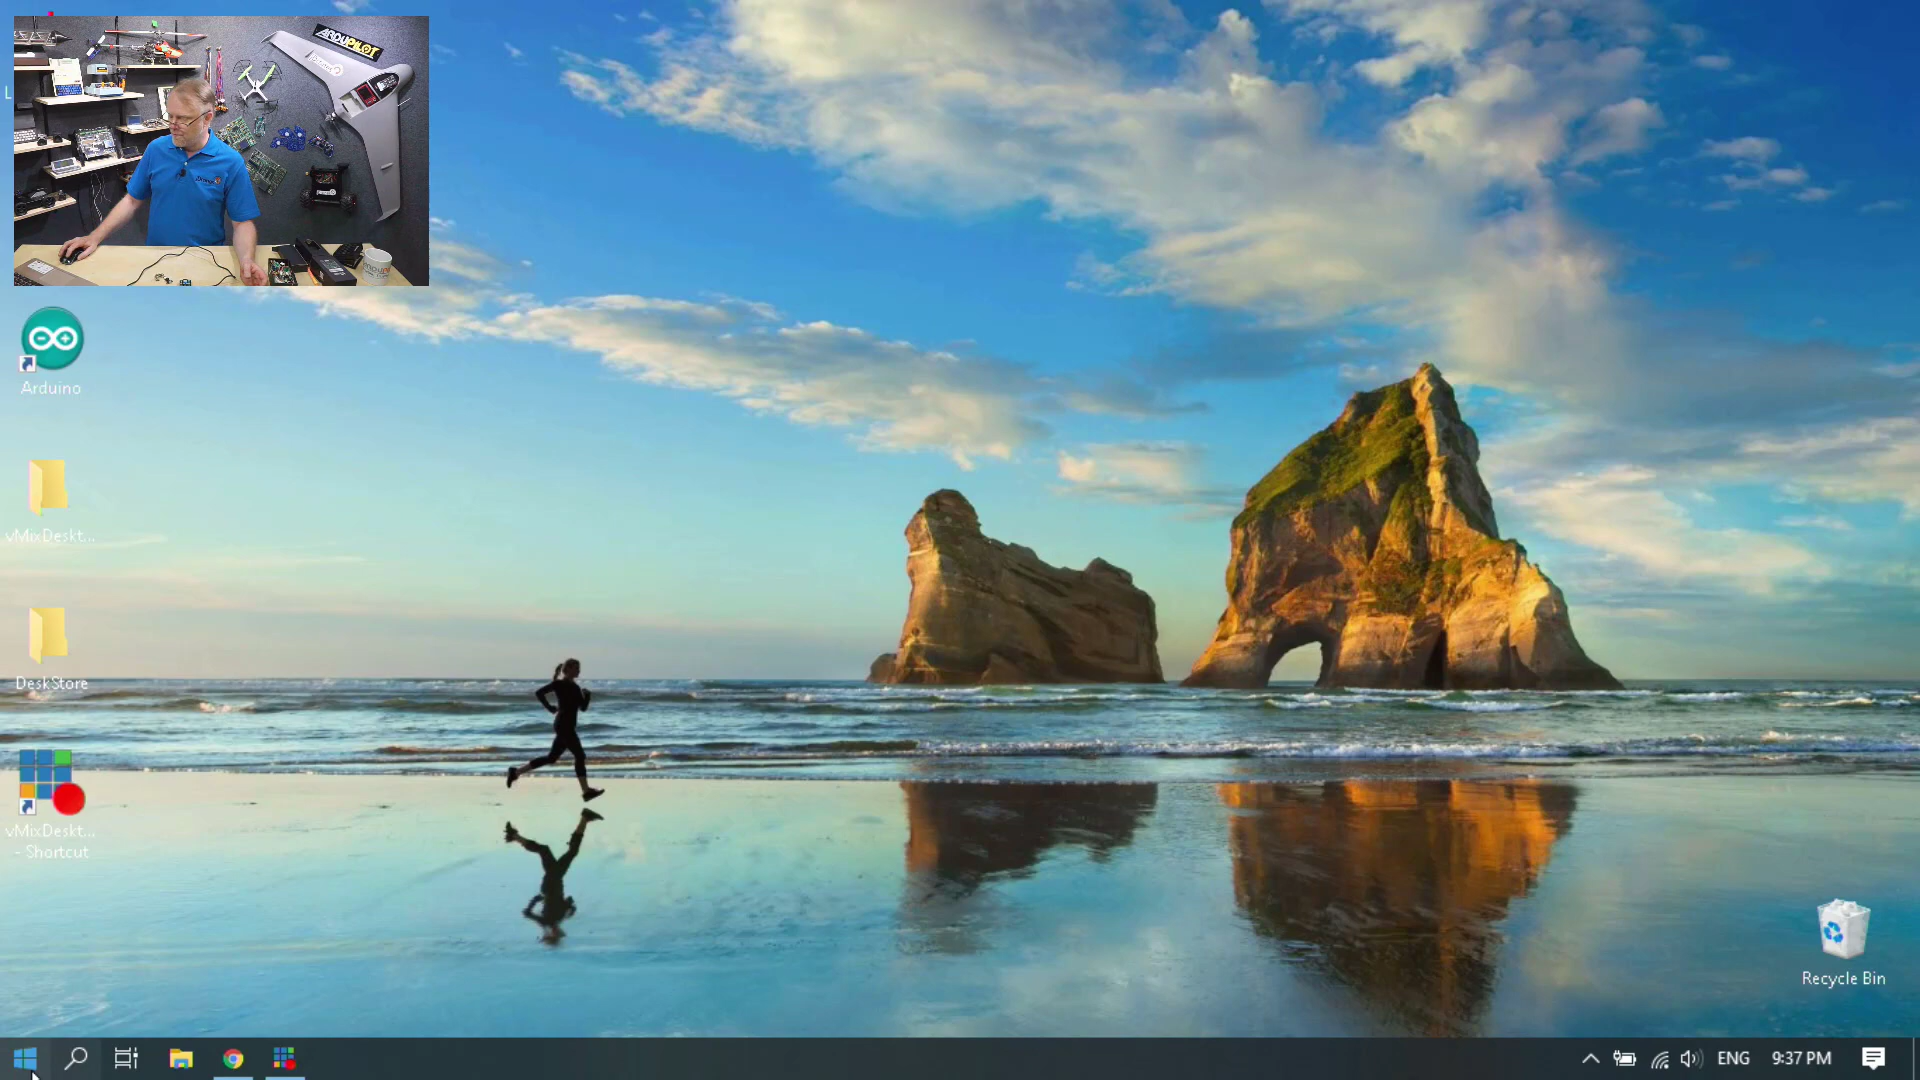 ARDUPILOT
L
Arduino
vMixDeskt...
DeskStore
vMixDeskt...
- Shortcut
Recycle Bin
ENG
9:37 PM